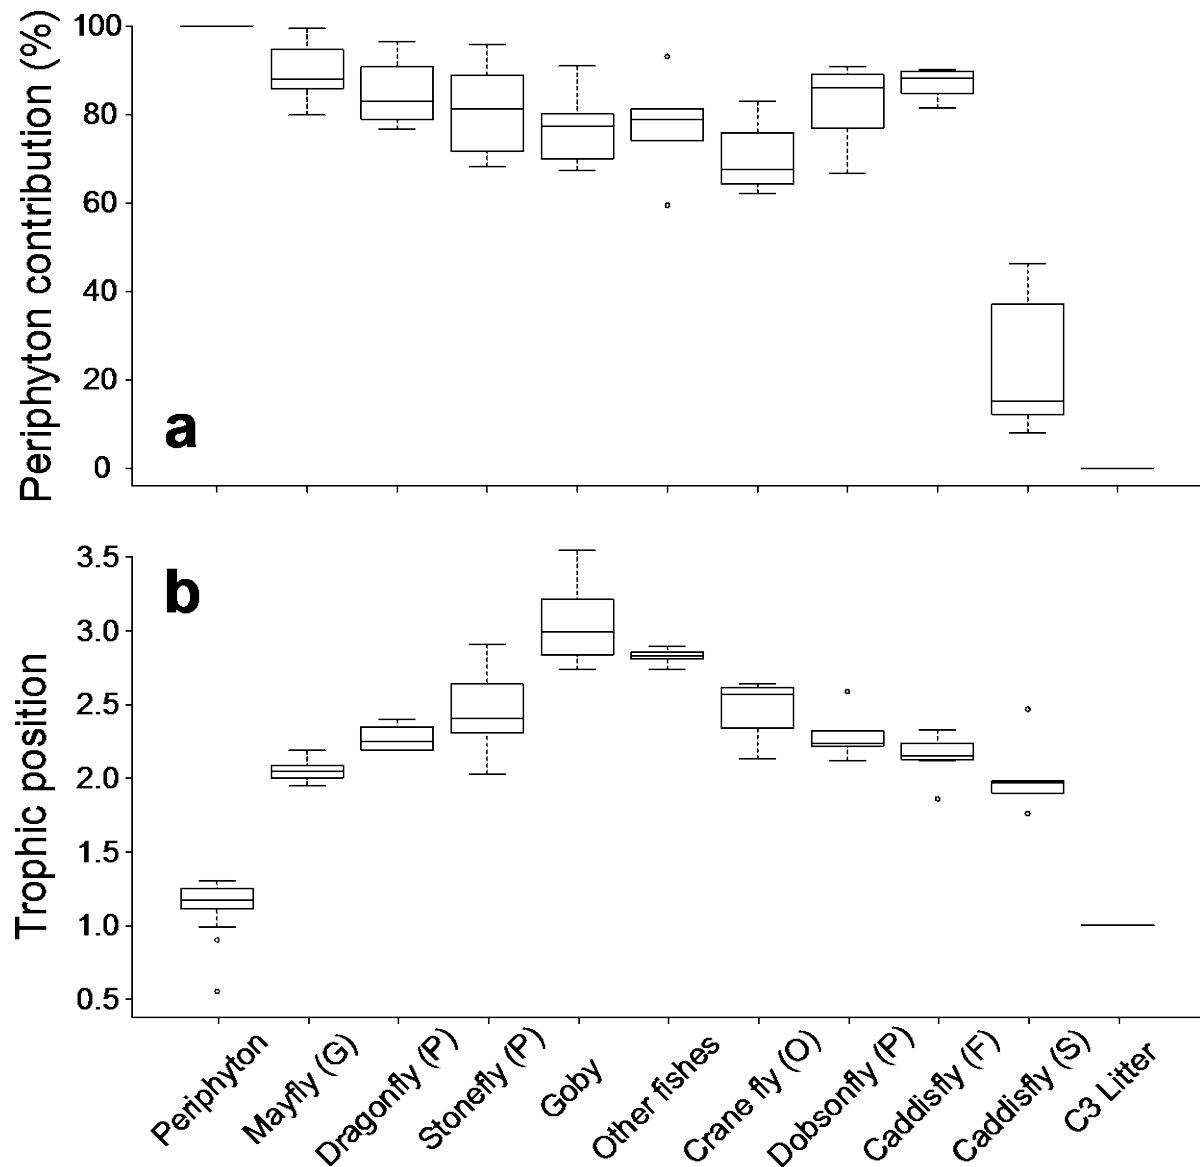 Periphyton contribution (%)
100
80
60
40
20
0
a
Trophic position
3.5
3.0
2.5
2.0
1.5
1.0
0.5
b
Periphyton
Mayfly (G)
Dragonfly (P)
Stonefly (P)
Goby
Other fishes
Crane fly (O)
Dobsonfly (P)
Caddisfly (F)
Caddisfly (S)
C3 Litter